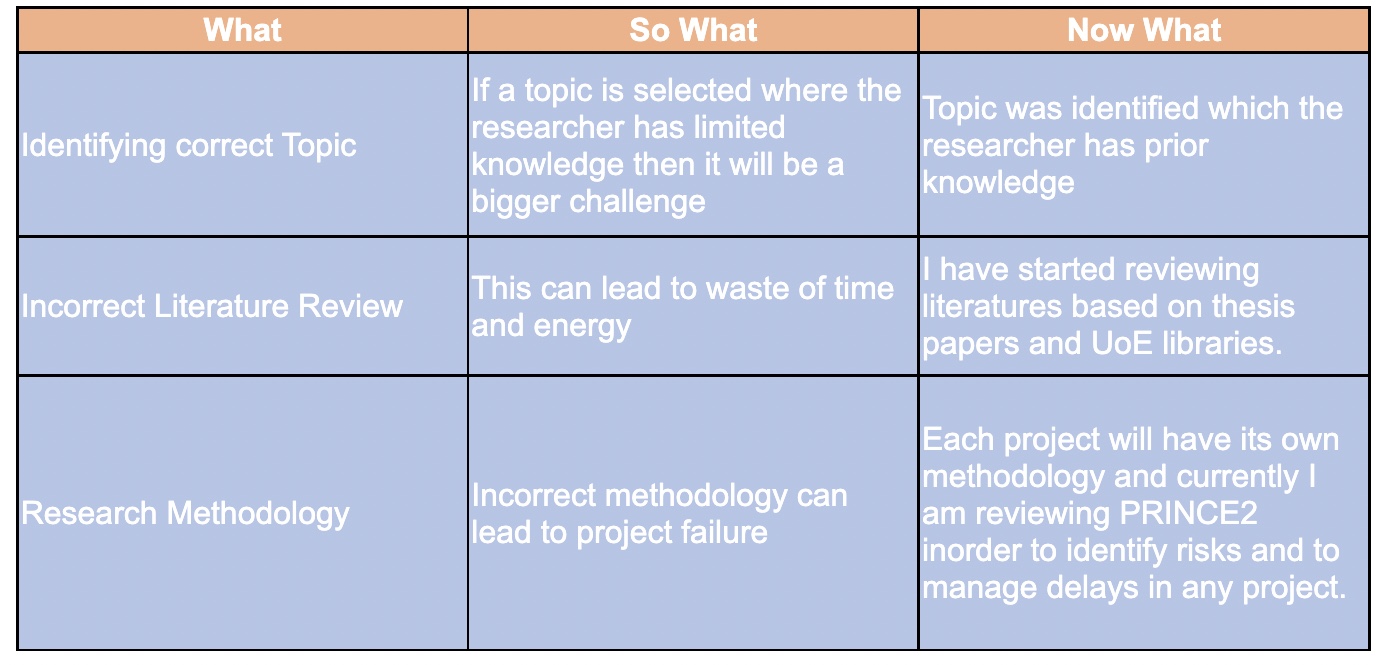 What So What Now What
Identifying correct Topic
If a topic is selected where the
researcher has limited
knowledge then it will be a
bigger challenge
Topic was identified which the
researcher has prior
knowledge
Incorrect Literature Review
This can lead to waste of time
and energy
I have started reviewing
literatures based on thesis
papers and UoE libraries.
Research Methodology
Incorrect methodology can
lead to project failure
Each project will have its own
methodology and currently I
am reviewing PRINCE2
inorder to identify risks and to
manage delays in any project.